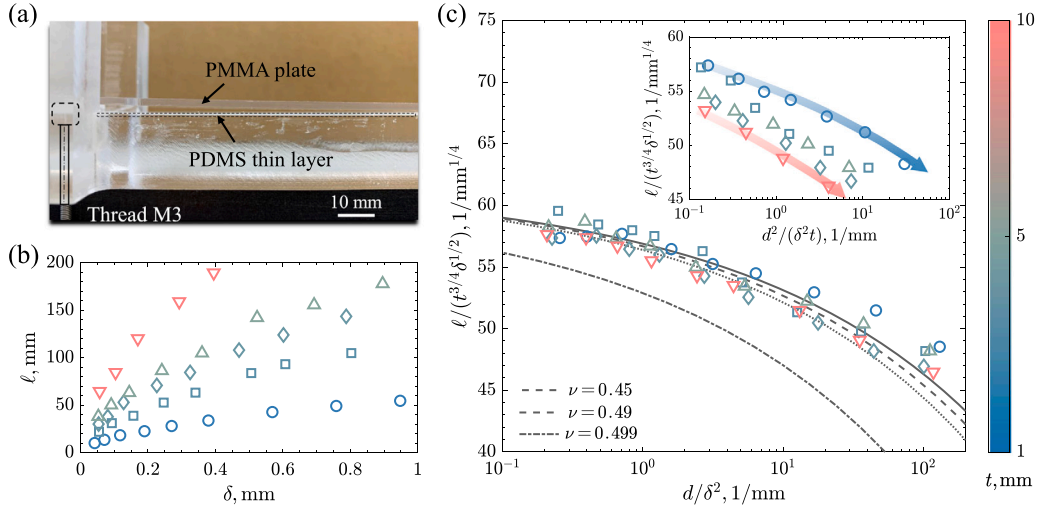 (a)
PMMA plate
PDMS thin layer
Thread M3
10 mm
(b)
200
150
100
50
0
ℓ, mm
0
0.2
0.4
0.6
0.8
1
δ, mm
(c)
75
70
65
60
55
50
45
40
ℓ/(t^{3/4}δ^{1/2}), 1/mm^{1/4}
10^{-1}
10^0
10^1
10^2
d/δ^2, 1/mm
ν = 0.45
ν = 0.49
ν = 0.499
60
57
54
51
48
45
ℓ/(t^{3/4}δ^{1/2}), 1/mm^{1/4}
10^{-1}
10^0
10^1
10^2
d^2/(δ^2t), 1/mm
10
5
1
t, mm